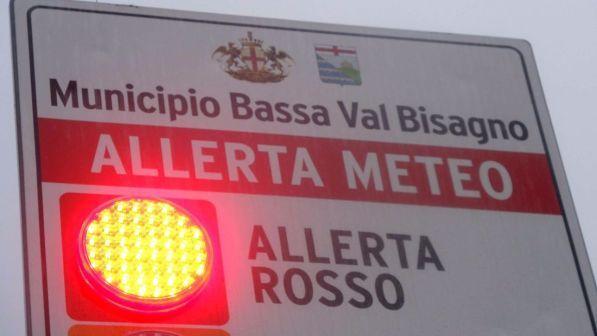 Municipio Bassa Val Bisagno
ALLERTA METEO
ALLERTA
ROSSO